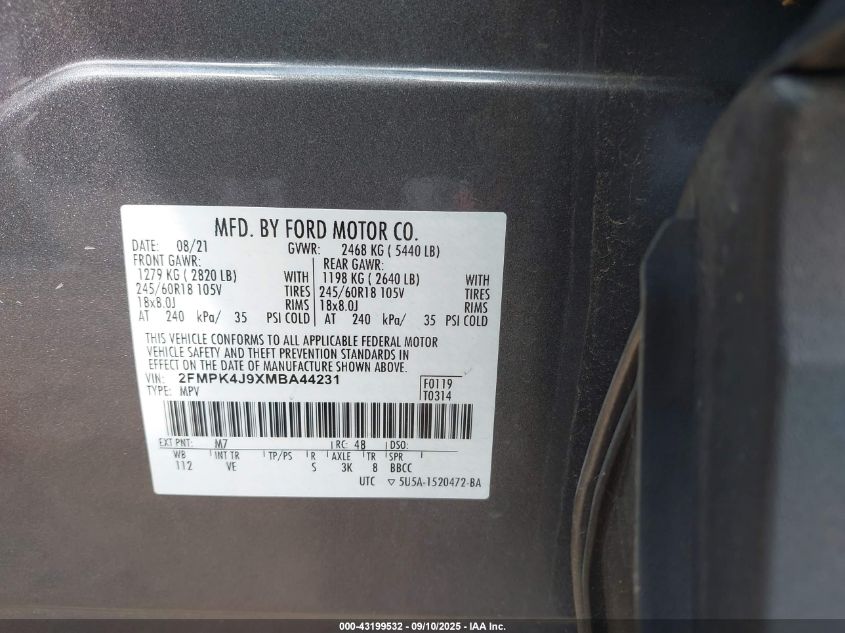 MFD. BY FORD MOTOR CO.
DATE: 08/21 GVWR: 2468 KG ( 5440 LB)
FRONT GAWR: REAR GAWR:
1279 KG ( 2820 LB) WITH 1198 KG ( 2640 LB) WITH
245/60R18 105V TIRES 245/60R18 105V TIRES
18x8.0J RIMS 18x8.0J RIMS
AT 240 kPa/ 35 PSI COLD AT 240 kPa/ 35 PSI COLD
THIS VEHICLE CONFORMS TO ALL APPLICABLE FEDERAL MOTOR
VEHICLE SAFETY AND THEFT PREVENTION STANDARDS IN
EFFECT ON THE DATE OF MANUFACTURE SHOWN ABOVE.
VIN: 2FMPK4J9XMBA44231 F0119
TYPE: MPV T0314
EXT PNT: M7 RC: 48 DSO:
WB INT TR TP/PS R AXLE TR SPR
112 VE S 3K 8 BBCC
UTC ▽ 5U5A-1520472-BA
000-43199532 - 09/10/2025 - IAA Inc.